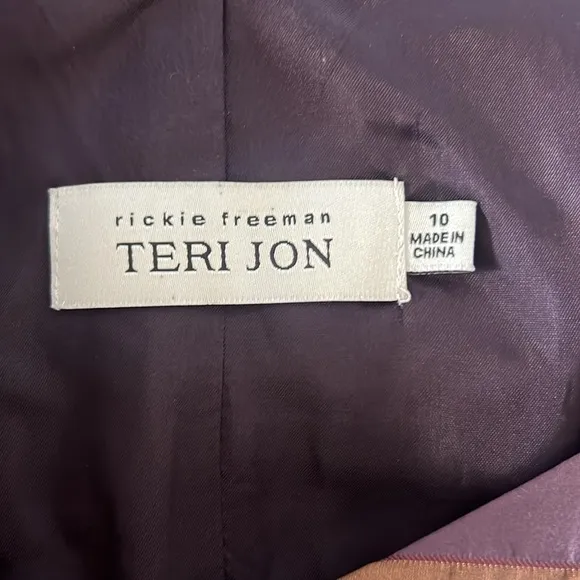 rickie freeman
TERI JON
10
MADE IN
CHINA